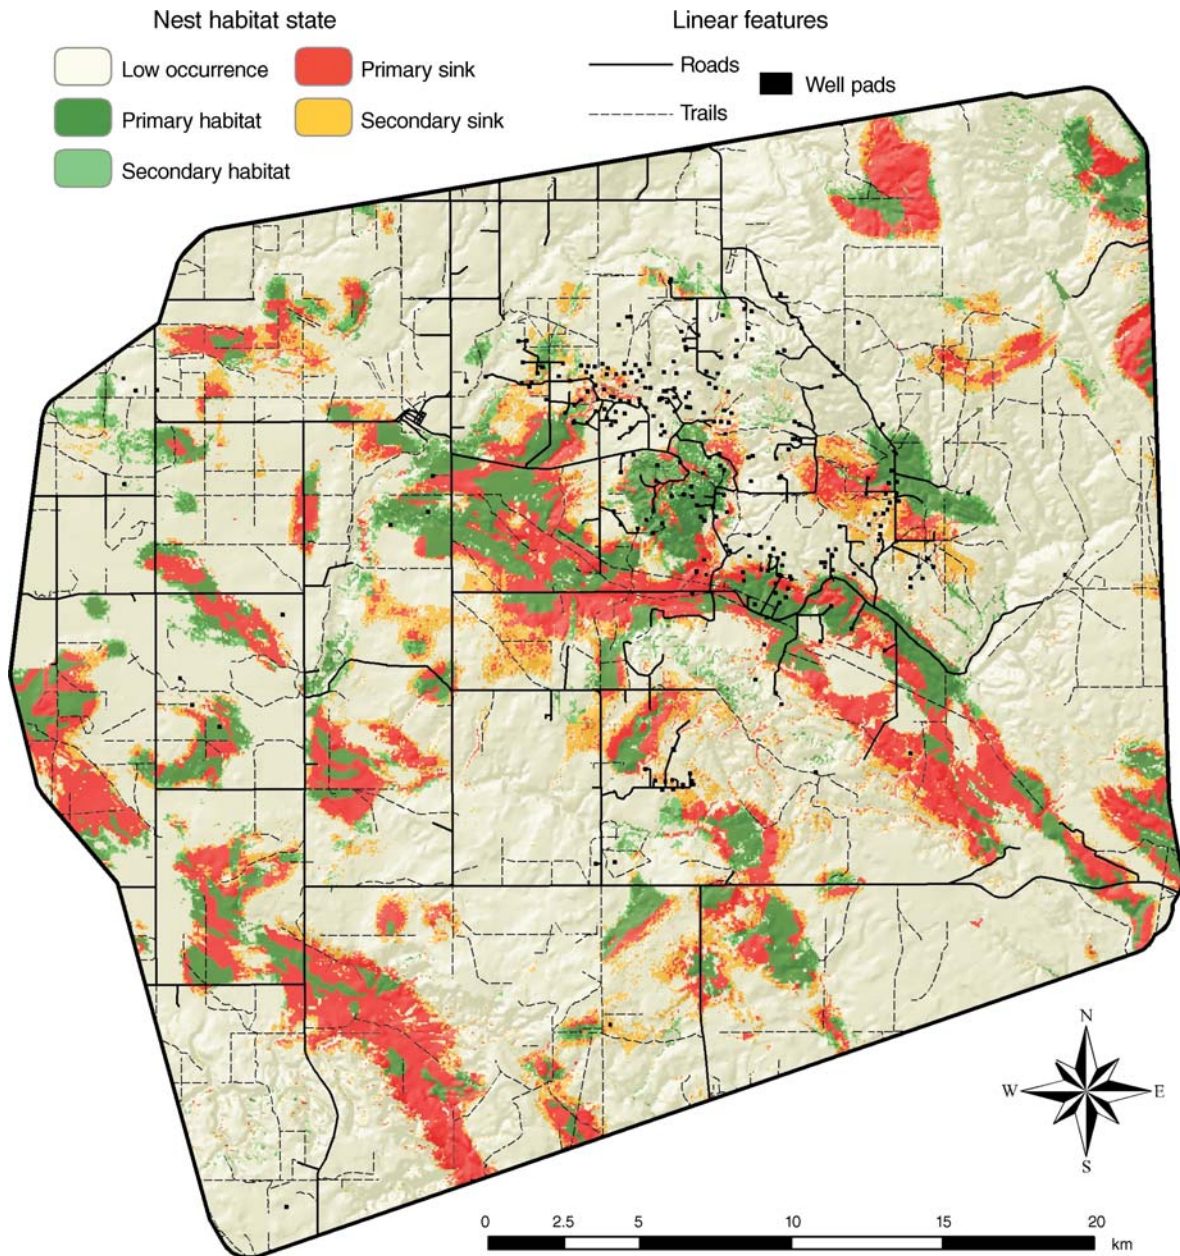 Nest habitat state
Linear features
Low occurrence
Primary sink
Roads
Well pads
Primary habitat
Secondary sink
Trails
Secondary habitat
N
W
E
S
0 2.5 5 10 15 20
km